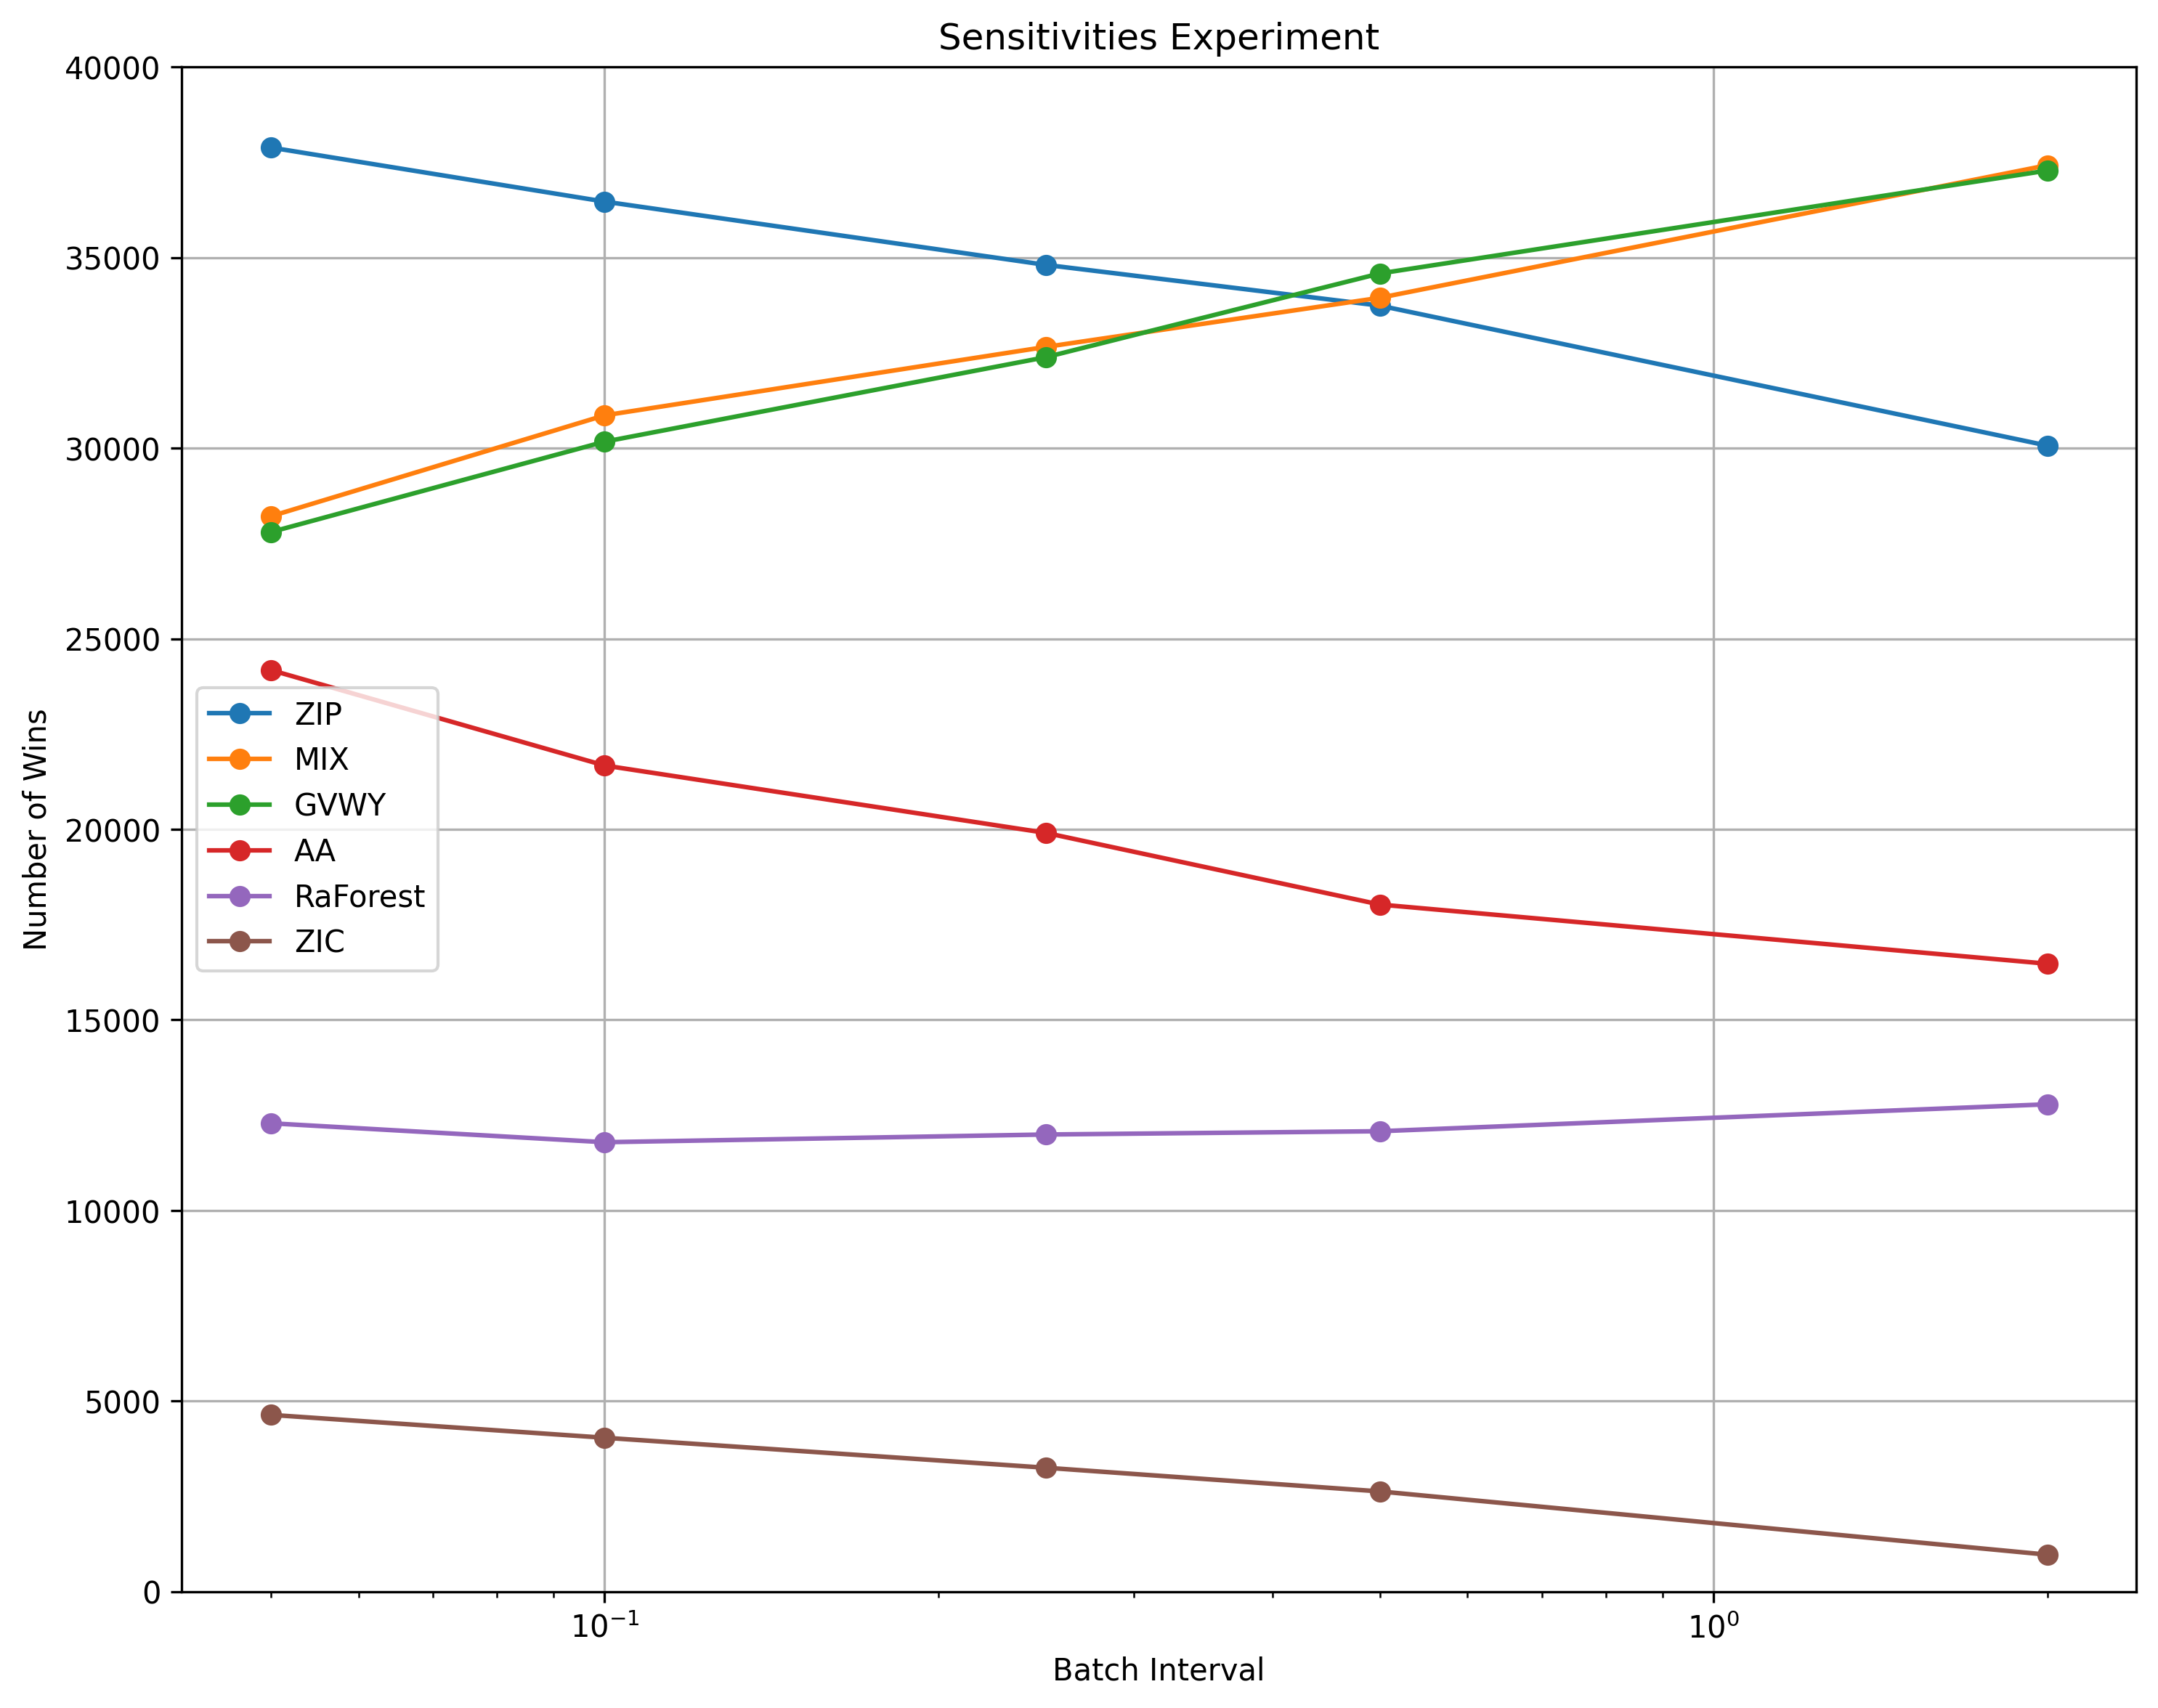 Sensitivities Experiment
40000
35000
30000
25000
20000
15000
10000
5000
0
Number of Wins
ZIP
MIX
GVWY
AA
RaForest
ZIC
10⁻¹
10⁰
Batch Interval